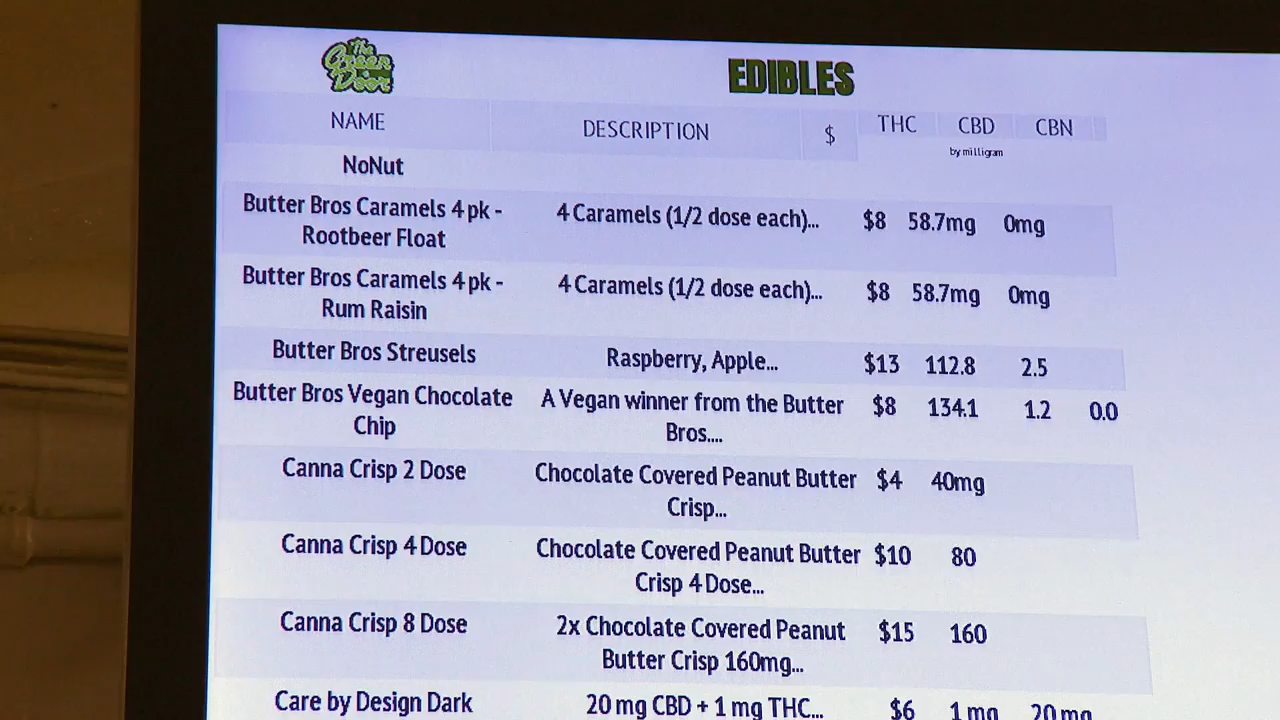 The
Green
Door
EDIBLES
NAME DESCRIPTION $ THC CBD CBN
by milligram
NoNut
Butter Bros Caramels 4 pk - 4 Caramels (1/2 dose each)... $8 58.7mg 0mg
Rootbeer Float
Butter Bros Caramels 4 pk - 4 Caramels (1/2 dose each)... $8 58.7mg 0mg
Rum Raisin
Butter Bros Streusels Raspberry, Apple... $13 112.8 2.5
Butter Bros Vegan Chocolate A Vegan winner from the Butter $8 134.1 1.2 0.0
Chip Bros....
Canna Crisp 2 Dose Chocolate Covered Peanut Butter $4 40mg
Crisp...
Canna Crisp 4 Dose Chocolate Covered Peanut Butter $10 80
Crisp 4 Dose...
Canna Crisp 8 Dose 2x Chocolate Covered Peanut $15 160
Butter Crisp 160mg...
Care by Design Dark 20 mg CBD + 1 mg THC... $6 1 mg 20 mg